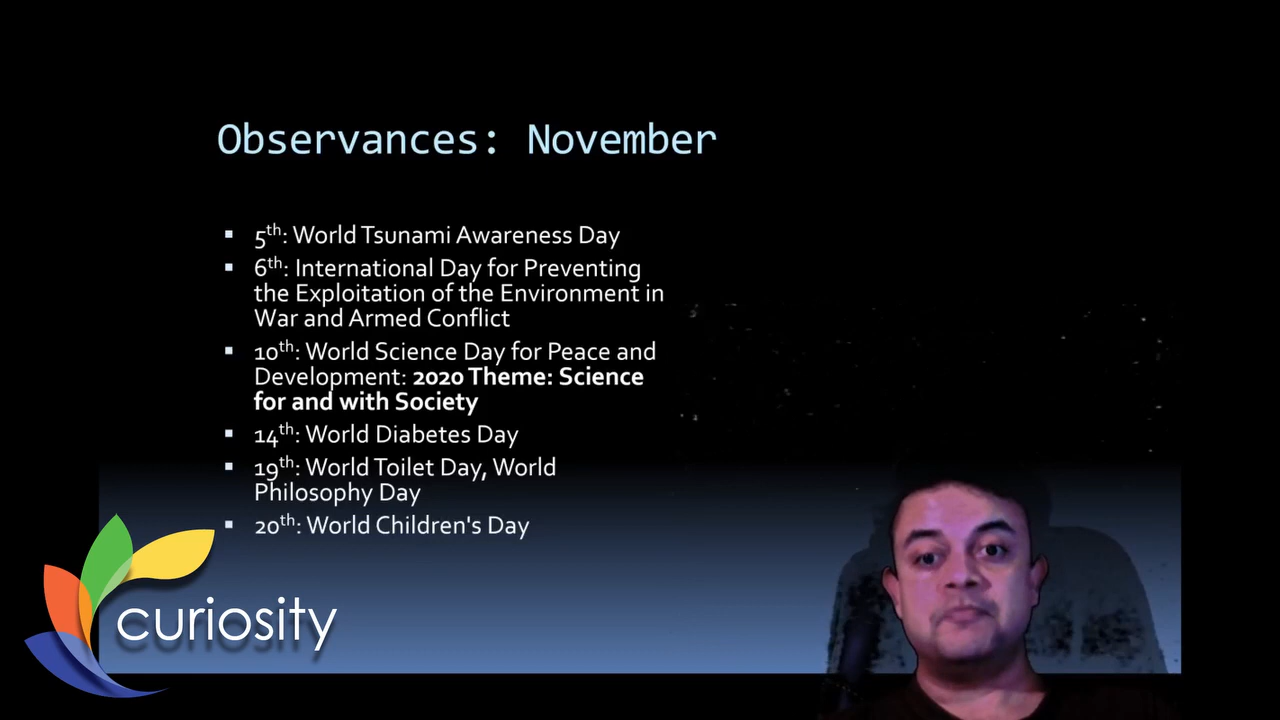 Observances: November
▪ 5th: World Tsunami Awareness Day
▪ 6th: International Day for Preventing
the Exploitation of the Environment in
War and Armed Conflict
▪ 10th: World Science Day for Peace and
Development: 2020 Theme: Science
for and with Society
▪ 14th: World Diabetes Day
▪ 19th: World Toilet Day, World
Philosophy Day
▪ 20th: World Children's Day
curiosity